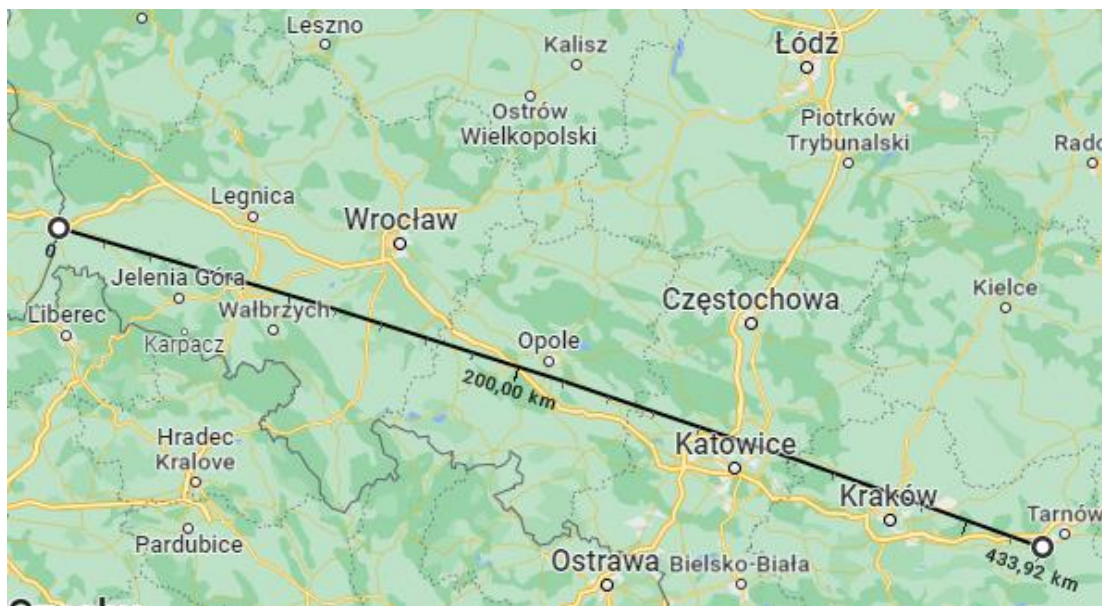 Leszno
Kalisz
Łódź
Ostrów
Wielkopolski
Piotrków
Trybunalski
Rado
Legnica
Wrocław
0
Jelenia Góra
Częstochowa
Kielce
Liberec
Wałbrzych
Karpacz
Opole
200,00 km
Hradec
Kralove
Katowice
Kraków
Tarnów
Pardubice
Ostrawa
Bielsko-Biała
433,92 km